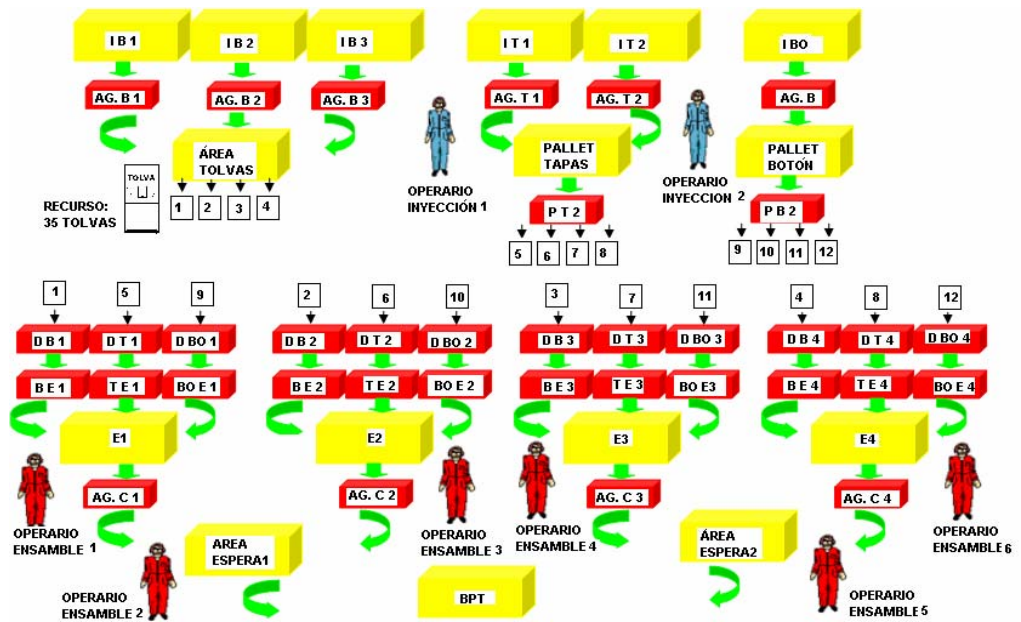 I B 1
I B 2
I B 3
I T 1
I T 2
I BO
AG. B 1
AG. B 2
AG. B 3
AG. T 1
AG. T 2
AG. B
ÁREA
TOLVAS
PALLET
TAPAS
PALLET
BOTÓN
TOLVA
RECURSO:
35 TOLVAS
OPERARIO
INYECCIÓN 1
OPERARIO
INYECCION 2
1
2
3
4
P T 2
P B 2
5
6
7
8
9
10
11
12
1
5
9
2
6
10
3
7
11
4
8
12
D B 1
D T 1
D BO 1
D B 2
D T 2
D BO 2
D B 3
D T 3
D BO 3
D B 4
D T 4
D BO 4
B E 1
T E 1
BO E 1
B E 2
T E 2
BO E 2
B E 3
T E 3
BO E3
B E 4
T E 4
BO E 4
E1
E2
E3
E4
AG. C 1
AG. C 2
AG. C 3
AG. C 4
OPERARIO
ENSAMBLE 1
OPERARIO
ENSAMBLE 3
OPERARIO
ENSAMBLE 4
OPERARIO
ENSAMBLE 6
AREA
ESPERA1
ÁREA
ESPERA2
OPERARIO
ENSAMBLE 2
BPT
OPERARIO
ENSAMBLE 5